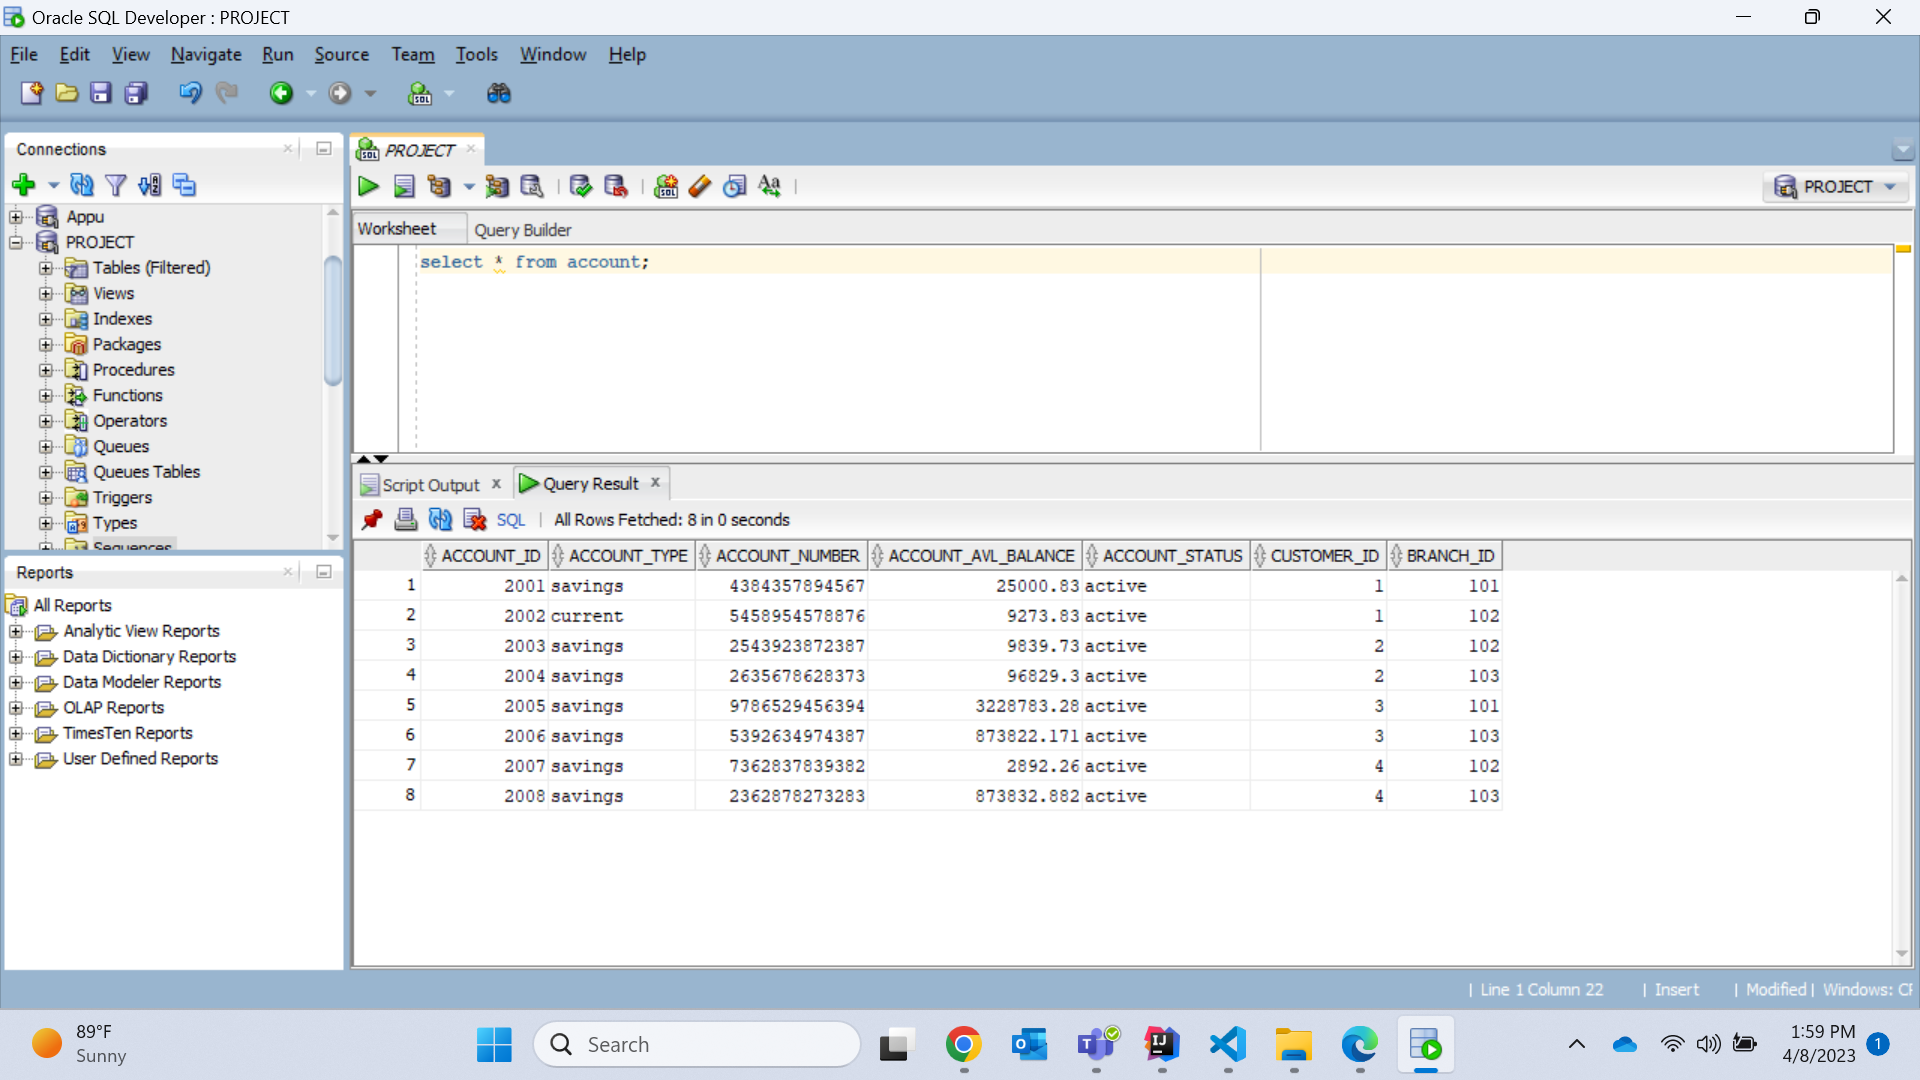 Oracle SQL Developer : PROJECT
File Edit View Navigate Run Source Team Tools Window Help
SQL
Connections
Appu
PROJECT
Tables (Filtered)
Views
Indexes
Packages
Procedures
Functions
Operators
Queues
Queues Tables
Triggers
Types
Sequences
Reports
All Reports
Analytic View Reports
Data Dictionary Reports
Data Modeler Reports
OLAP Reports
TimesTen Reports
User Defined Reports
PROJECT
PROJECT
Worksheet Query Builder
select * from account;
Script Output Query Result
SQL | All Rows Fetched: 8 in 0 seconds
ACCOUNT_ID ACCOUNT_TYPE ACCOUNT_NUMBER ACCOUNT_AVL_BALANCE ACCOUNT_STATUS CUSTOMER_ID BRANCH_ID
1 2001 savings 4384357894567 25000.83 active 1 101
2 2002 current 5458954578876 9273.83 active 1 102
3 2003 savings 2543923872387 9839.73 active 2 102
4 2004 savings 2635678628373 96829.3 active 2 103
5 2005 savings 9786529456394 3228783.28 active 3 101
6 2006 savings 5392634974387 873822.171 active 3 103
7 2007 savings 7362837839382 2892.26 active 4 102
8 2008 savings 2362878273283 873832.882 active 4 103
| Line 1 Column 22 | Insert | Modified | Windows: CF
89°F
Sunny
Search
1:59 PM
4/8/2023
1